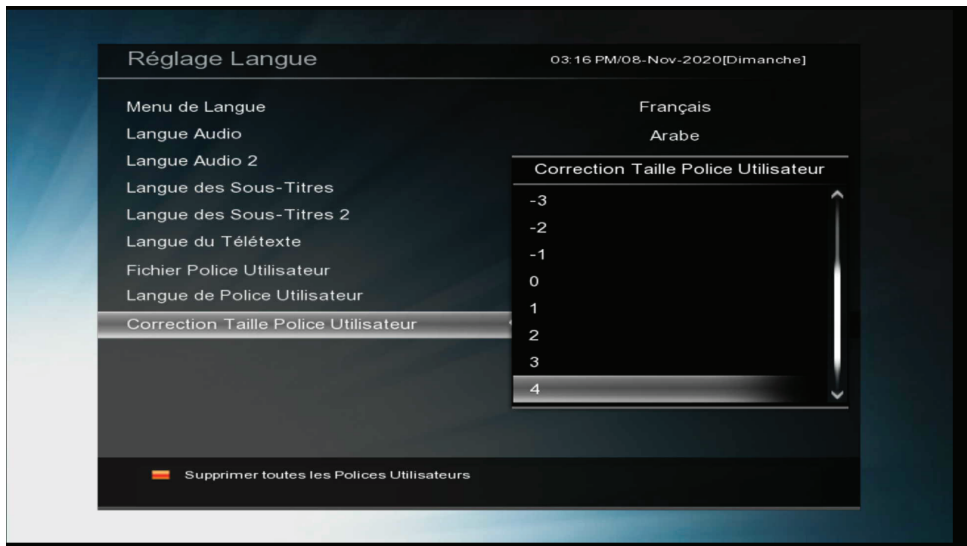 Réglage Langue
03:16 PM/08-Nov-2020[Dimanche]
Menu de Langue
Français
Langue Audio
Arabe
Langue Audio 2
Langue des Sous-Titres
Langue des Sous-Titres 2
Langue du Télétexte
Fichier Police Utilisateur
Langue de Police Utilisateur
Correction Taille Police Utilisateur
Correction Taille Police Utilisateur
-3
-2
-1
0
1
2
3
4
Supprimer toutes les Polices Utilisateurs